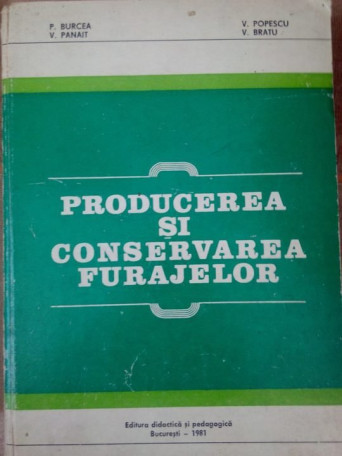 P. BURCEA
V. PANAIT
V. POPESCU
V. BRATU
PRODUCEREA
ȘI
CONSERVAREA
FURAJELOR
Editura didactică și pedagogică
București – 1981